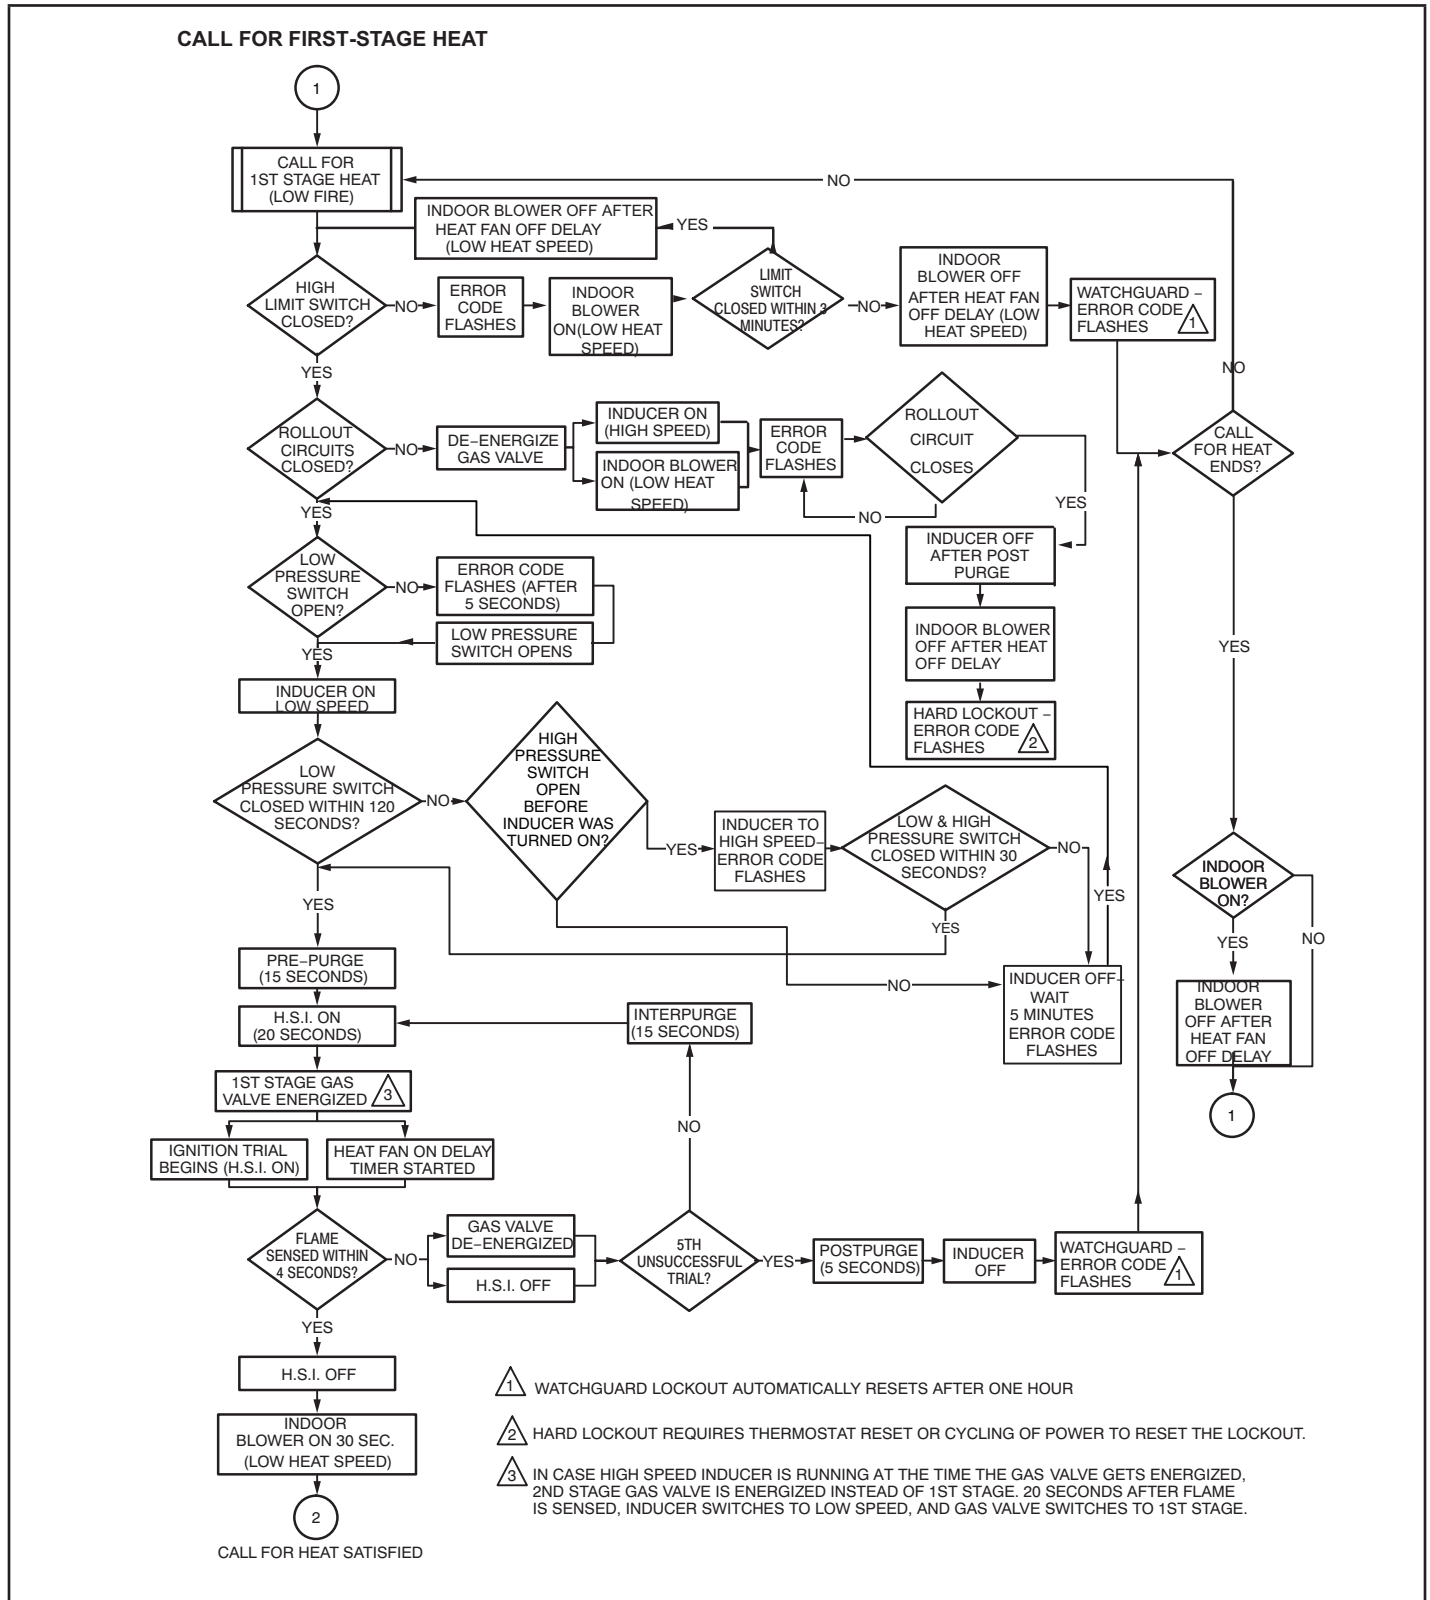 CALL FOR FIRST-STAGE HEAT
1
CALL FOR
1ST STAGE HEAT
(LOW FIRE)
NO
INDOOR BLOWER OFF AFTER
HEAT FAN OFF DELAY
(LOW HEAT SPEED)
YES
HIGH
LIMIT SWITCH
CLOSED?
NO
ERROR
CODE
FLASHES
INDOOR
BLOWER
ON(LOW HEAT
SPEED)
LIMIT
SWITCH
CLOSED WITHIN 3
MINUTES?
NO
INDOOR
BLOWER OFF
AFTER HEAT FAN
OFF DELAY (LOW
HEAT SPEED)
WATCHGUARD –
ERROR CODE
FLASHES
1
NO
YES
ROLLOUT
CIRCUITS
CLOSED?
NO
DE–ENERGIZE
GAS VALVE
INDUCER ON
(HIGH SPEED)
INDOOR BLOWER
ON (LOW HEAT
SPEED)
ERROR
CODE
FLASHES
ROLLOUT
CIRCUIT
CLOSES
NO
YES
CALL
FOR HEAT
ENDS?
YES
INDUCER OFF
AFTER POST
PURGE
INDOOR BLOWER
OFF AFTER HEAT
OFF DELAY
HARD LOCKOUT –
ERROR CODE
FLASHES
2
YES
LOW
PRESSURE
SWITCH
OPEN?
NO
ERROR CODE
FLASHES (AFTER
5 SECONDS)
LOW PRESSURE
SWITCH OPENS
YES
INDUCER ON
LOW SPEED
LOW
PRESSURE SWITCH
CLOSED WITHIN 120
SECONDS?
NO
HIGH
PRESSURE
SWITCH
OPEN
BEFORE
INDUCER WAS
TURNED ON?
YES
INDUCER TO
HIGH SPEED–
ERROR CODE
FLASHES
LOW & HIGH
PRESSURE SWITCH
CLOSED WITHIN 30
SECONDS?
NO
YES
YES
INDOOR
BLOWER
ON?
YES
NO
YES
PRE–PURGE
(15 SECONDS)
NO
INDUCER OFF–
WAIT
5 MINUTES
ERROR CODE
FLASHES
INDOOR
BLOWER
OFF AFTER
HEAT FAN
OFF DELAY
1
H.S.I. ON
(20 SECONDS)
INTERPURGE
(15 SECONDS)
1ST STAGE GAS
VALVE ENERGIZED
3
NO
IGNITION TRIAL
BEGINS (H.S.I. ON)
HEAT FAN ON DELAY
TIMER STARTED
FLAME
SENSED WITHIN
4 SECONDS?
NO
GAS VALVE
DE–ENERGIZED
H.S.I. OFF
5TH
UNSUCCESSFUL
TRIAL?
YES
POSTPURGE
(5 SECONDS)
INDUCER
OFF
WATCHGUARD –
ERROR CODE
FLASHES
1
YES
H.S.I. OFF
INDOOR
BLOWER ON 30 SEC.
(LOW HEAT SPEED)
2
CALL FOR HEAT SATISFIED
1 WATCHGUARD LOCKOUT AUTOMATICALLY RESETS AFTER ONE HOUR
2 HARD LOCKOUT REQUIRES THERMOSTAT RESET OR CYCLING OF POWER TO RESET THE LOCKOUT.
3 IN CASE HIGH SPEED INDUCER IS RUNNING AT THE TIME THE GAS VALVE GETS ENERGIZED,
2ND STAGE GAS VALVE IS ENERGIZED INSTEAD OF 1ST STAGE. 20 SECONDS AFTER FLAME
IS SENSED, INDUCER SWITCHES TO LOW SPEED, AND GAS VALVE SWITCHES TO 1ST STAGE.